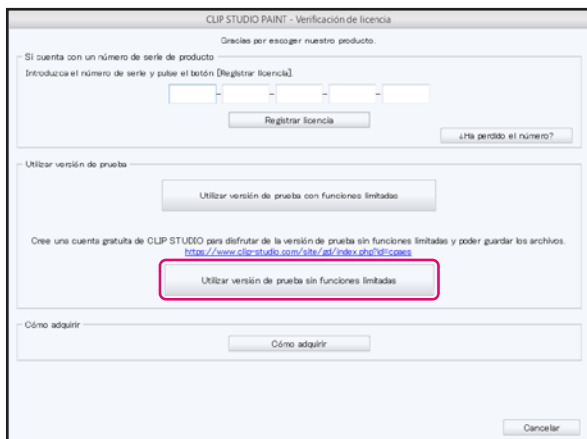 CLIP STUDIO PAINT - Verificación de licencia
Gracias por escoger nuestro producto.
Si cuenta con un número de serie de producto
Introduzca el número de serie y pulse el botón [Registrar licencia].
- - - -
Registrar licencia
¿Ha perdido el número?
Utilizar versión de prueba
Utilizar versión de prueba con funciones limitadas
Cree una cuenta gratuita de CLIP STUDIO para disfrutar de la versión de prueba sin funciones limitadas y poder guardar los archivos.
https://www.clip-studio.com/site/gd/index.php?id=cpaes
Utilizar versión de prueba sin funciones limitadas
Cómo adquirir
Cómo adquirir
Cancelar